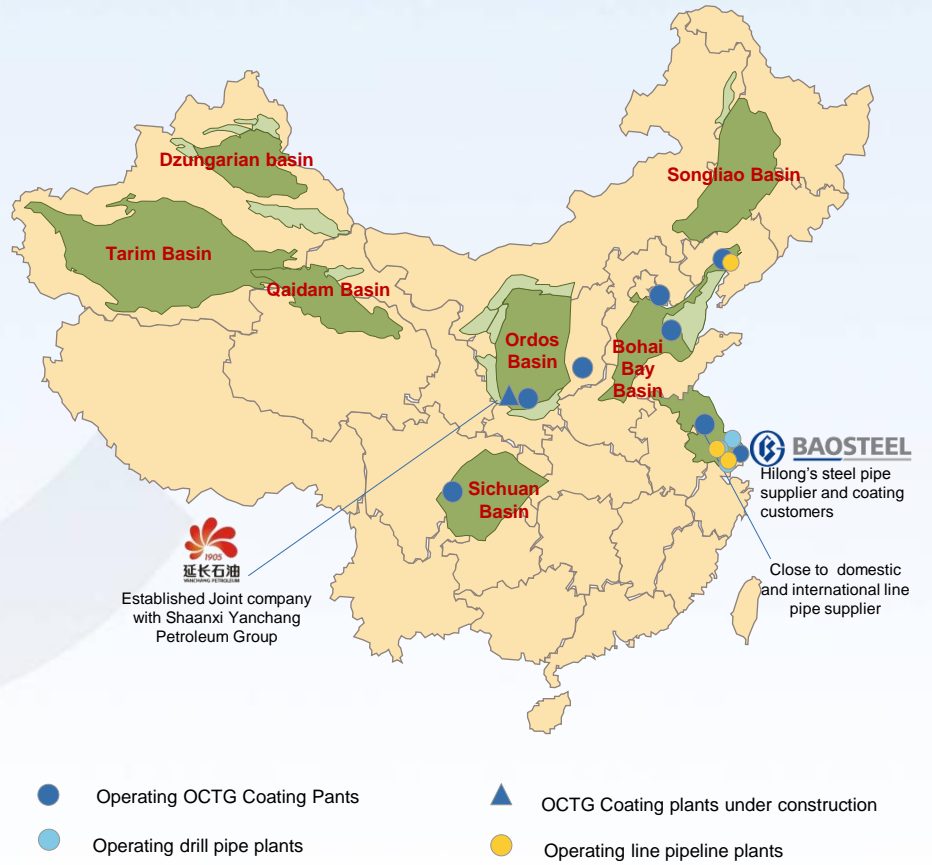 Dzungarian basin
Songliao Basin
Tarim Basin
Qaidam Basin
Ordos
Basin
Bohai
Bay
Basin
BAOSTEEL
Hilong's steel pipe
supplier and coating
customers
Sichuan
Basin
1905
延长石油
YANCHANG PETROLEUM
Established Joint company
with Shaanxi Yanchang
Petroleum Group
Close to domestic
and international line
pipe supplier
Operating OCTG Coating Pants
OCTG Coating plants under construction
Operating drill pipe plants
Operating line pipeline plants